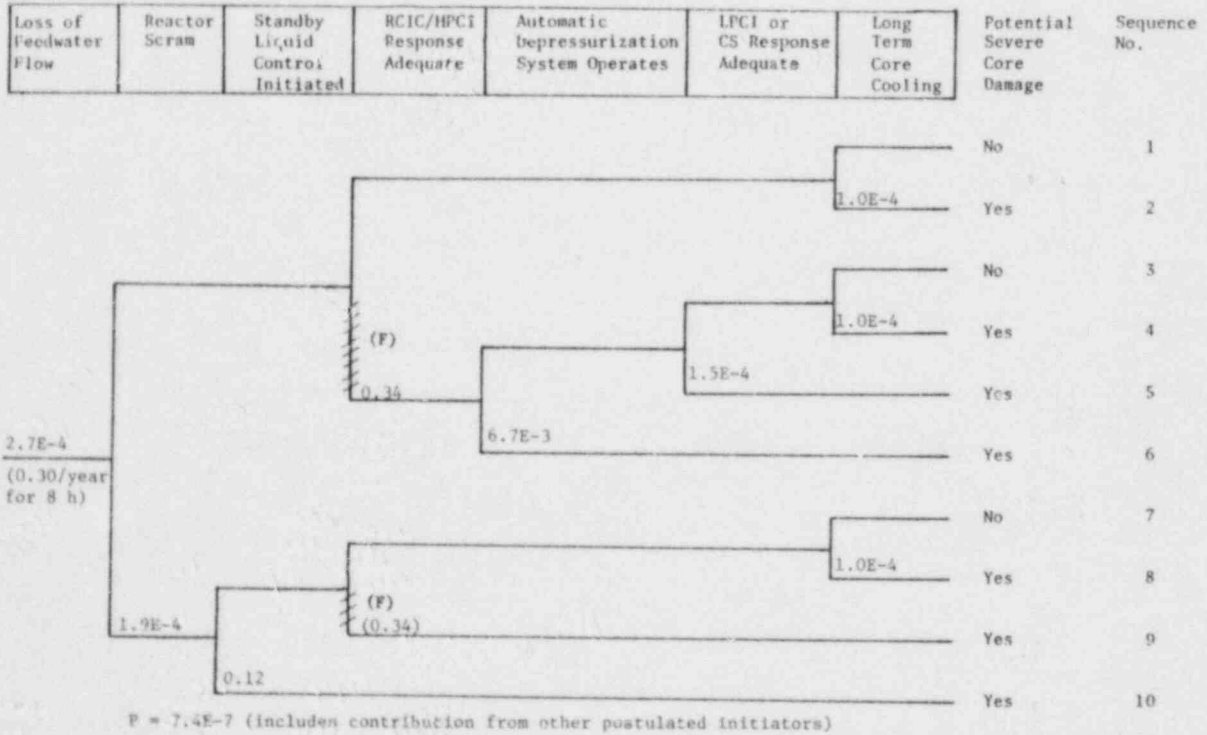 Loss of
Feedwater
Flow
Reactor
Scram
Standby
Liquid
Control
Initiated
RCIC/HPCI
Response
Adequate
Automatic
Depressurization
System Operates
LPCI or
CS Response
Adequate
Long
Term
Core
Cooling
Potential
Severe
Core
Damage
Sequence
No.
No 1
1.0E-4
Yes 2
No 3
1.0E-4
Yes 4
(F)
1.5E-4
0.34
Yes 5
6.7E-3
2.7E-4
Yes 6
(0.30/year
for 8 h)
No 7
1.0E-4
Yes 8
(F)
1.9E-4
(0.34)
Yes 9
0.12
Yes 10
P = 7.4E-7 (includes contribution from other postulated initiators)